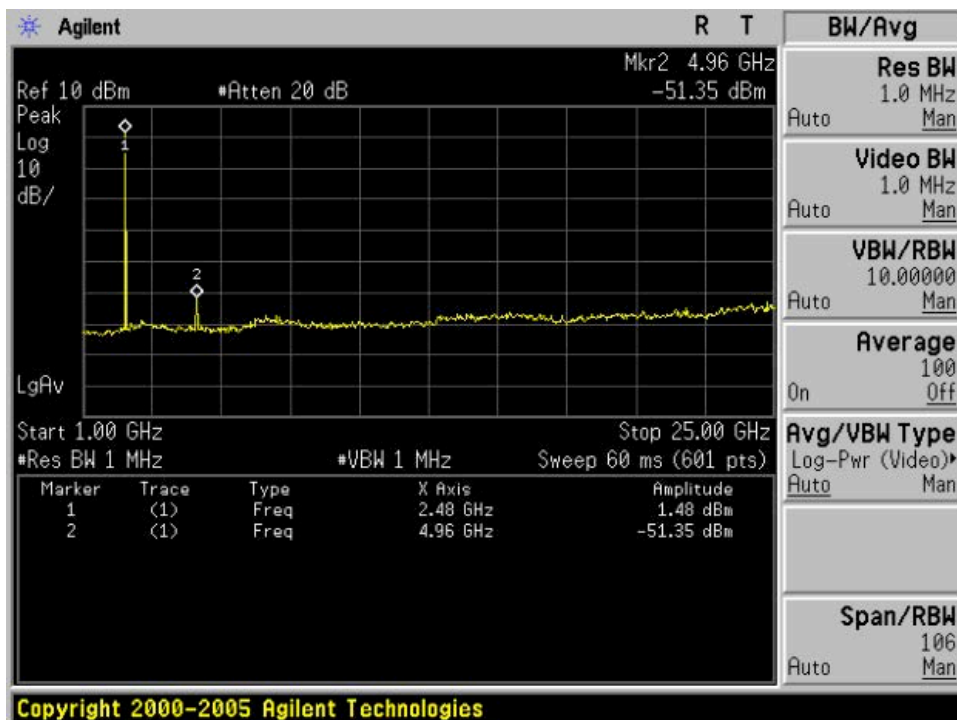 Agilent
R T
Mkr2 4.96 GHz
Ref 10 dBm #Atten 20 dB -51.35 dBm
Peak
Log
10
dB/
1
2
LgAv
Start 1.00 GHz Stop 25.00 GHz
#Res BW 1 MHz #VBW 1 MHz Sweep 60 ms (601 pts)
Marker Trace Type X Axis Amplitude
1 (1) Freq 2.48 GHz 1.48 dBm
2 (1) Freq 4.96 GHz -51.35 dBm
BW/Avg
Res BW
1.0 MHz
Auto Man
Video BW
1.0 MHz
Auto Man
VBW/RBW
10.00000
Auto Man
Average
100
On Off
Avg/VBW Type
Log-Pwr (Video)
Auto Man
Span/RBW
106
Auto Man
Copyright 2000-2005 Agilent Technologies